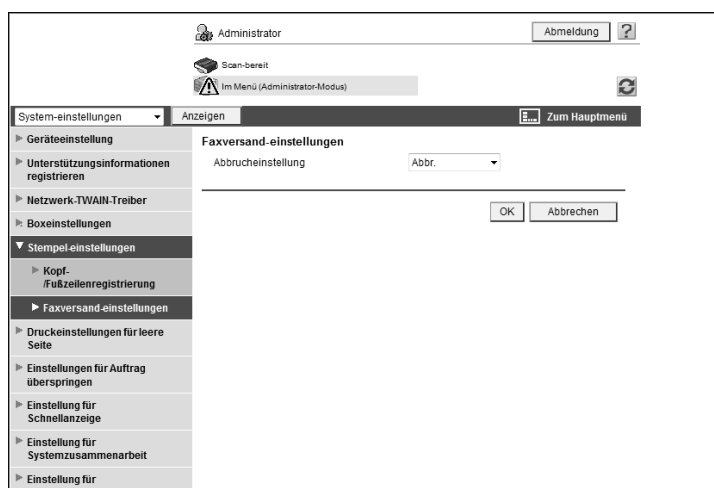 Administrator
Abmeldung
?
Scan-bereit
Im Menü (Administrator-Modus)
System-einstellungen
Anzeigen
Zum Hauptmenü
Geräteeinstellung
Unterstützungsinformationen
registrieren
Netzwerk-TWAIN-Treiber
Boxeinstellungen
Stempel-einstellungen
Kopf-
/Fußzeilenregistrierung
Faxversand-einstellungen
Druckeinstellungen für leere
Seite
Einstellungen für Auftrag
überspringen
Einstellung für
Schnellanzeige
Einstellung für
Systemzusammenarbeit
Einstellung für
Faxversand-einstellungen
Abbrucheinstellung
Abbr.
OK
Abbrechen